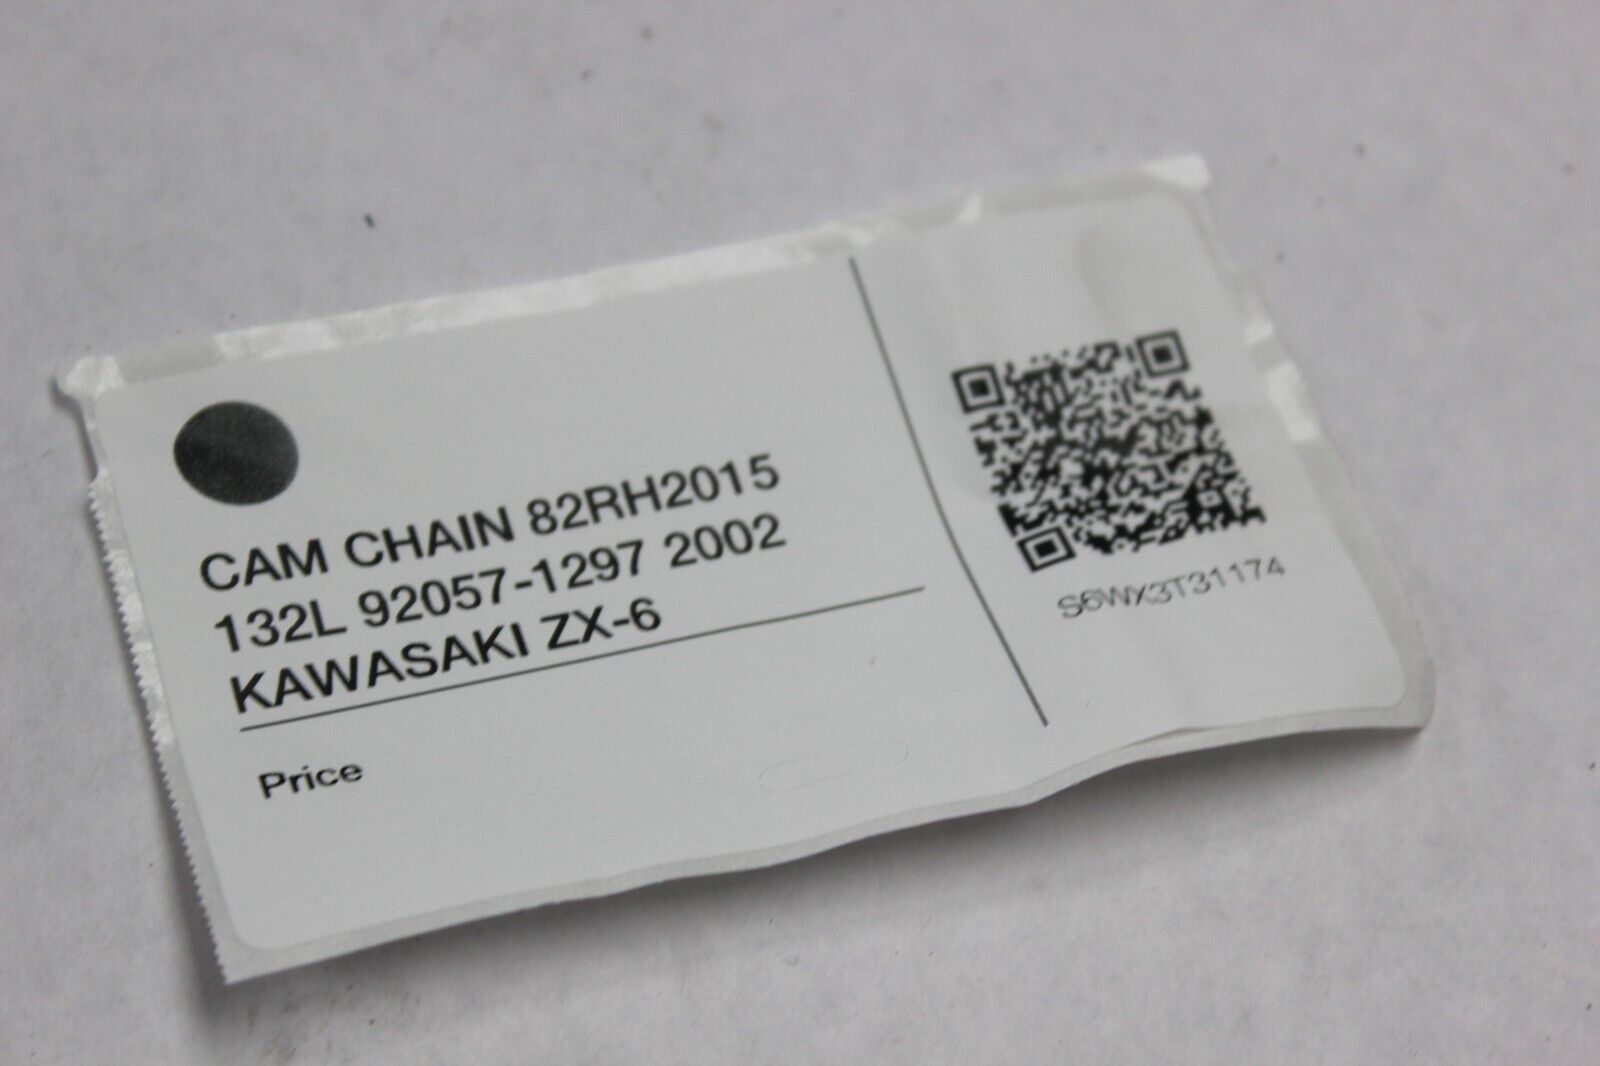 CAM CHAIN 82RH2015
132L 92057-1297 2002
KAWASAKI ZX-6
Price
S6WX3T31174